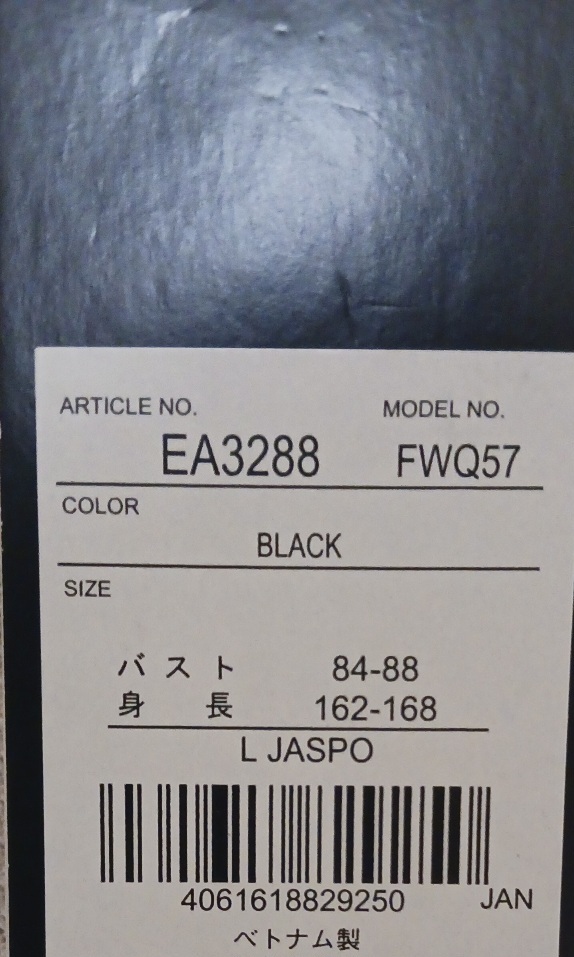 ARTICLE NO. MODEL NO.
EA3288 FWQ57
COLOR
BLACK
SIZE
バスト 84-88
身長 162-168
L JASPO
4061618829250 JAN
ベトナム製